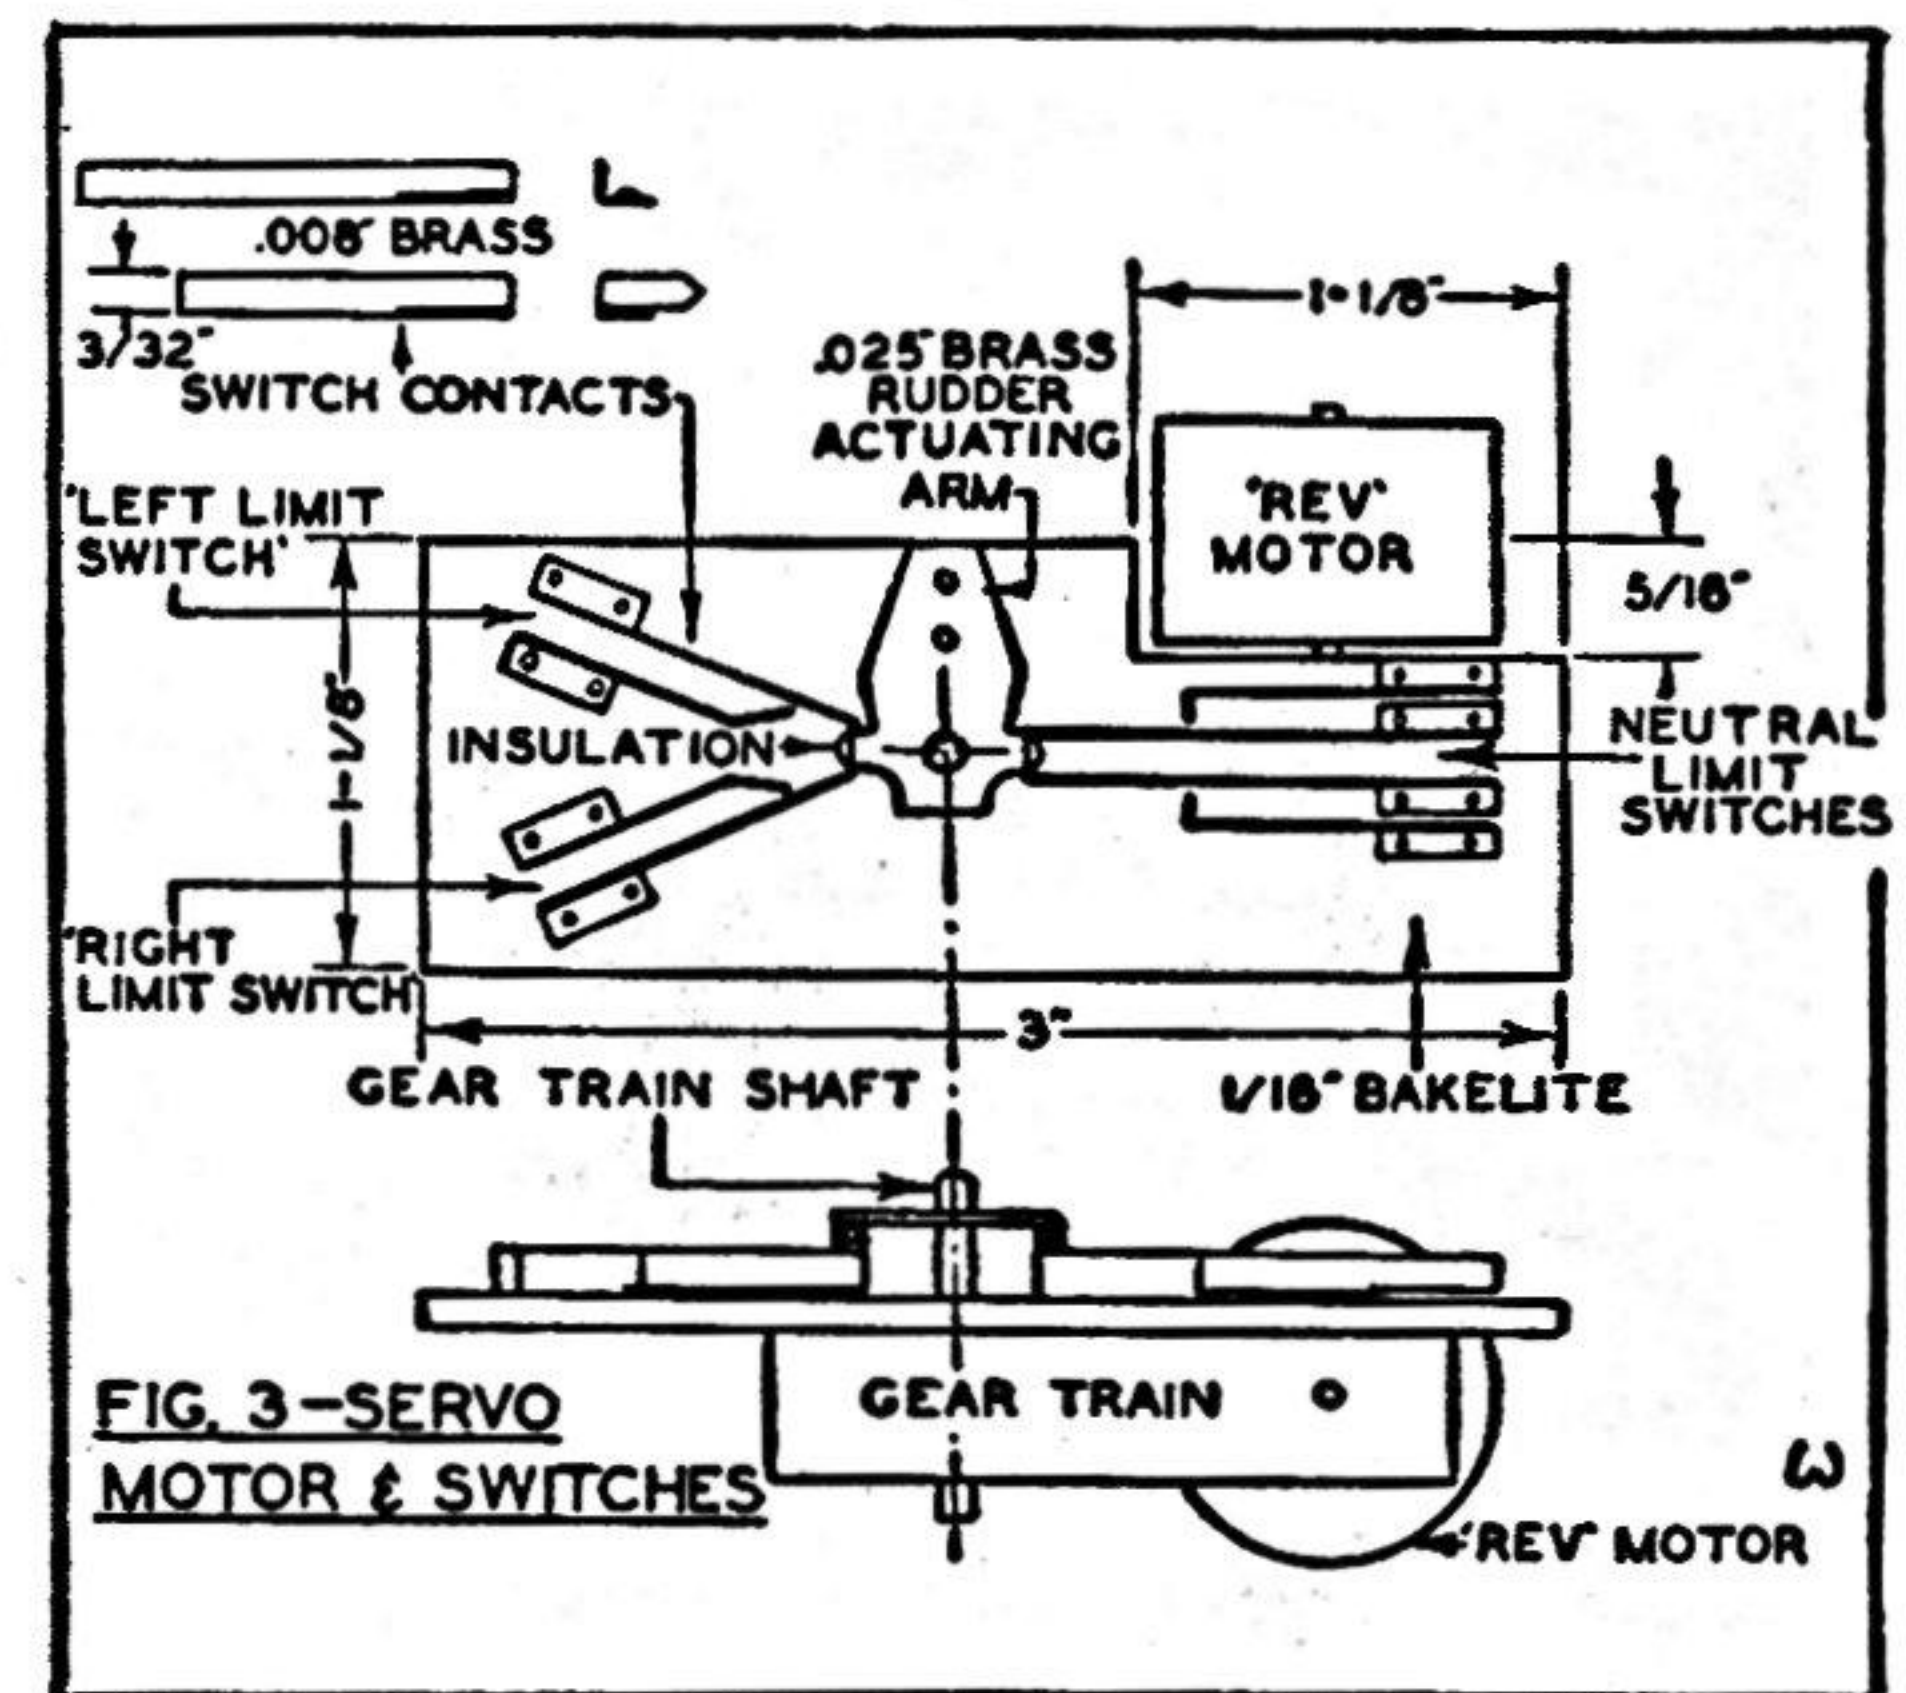 .008" BRASS
3/32"
SWITCH CONTACTS
1-1/8"
.025" BRASS
RUDDER
ACTUATING
ARM
'LEFT LIMIT
SWITCH'
'REV'
MOTOR
5/16"
1-1/8"
INSULATION
NEUTRAL
LIMIT
SWITCHES
'RIGHT
LIMIT SWITCH'
3"
GEAR TRAIN SHAFT
1/16" BAKELITE
GEAR TRAIN
FIG. 3-SERVO
MOTOR & SWITCHES
'REV' MOTOR
3